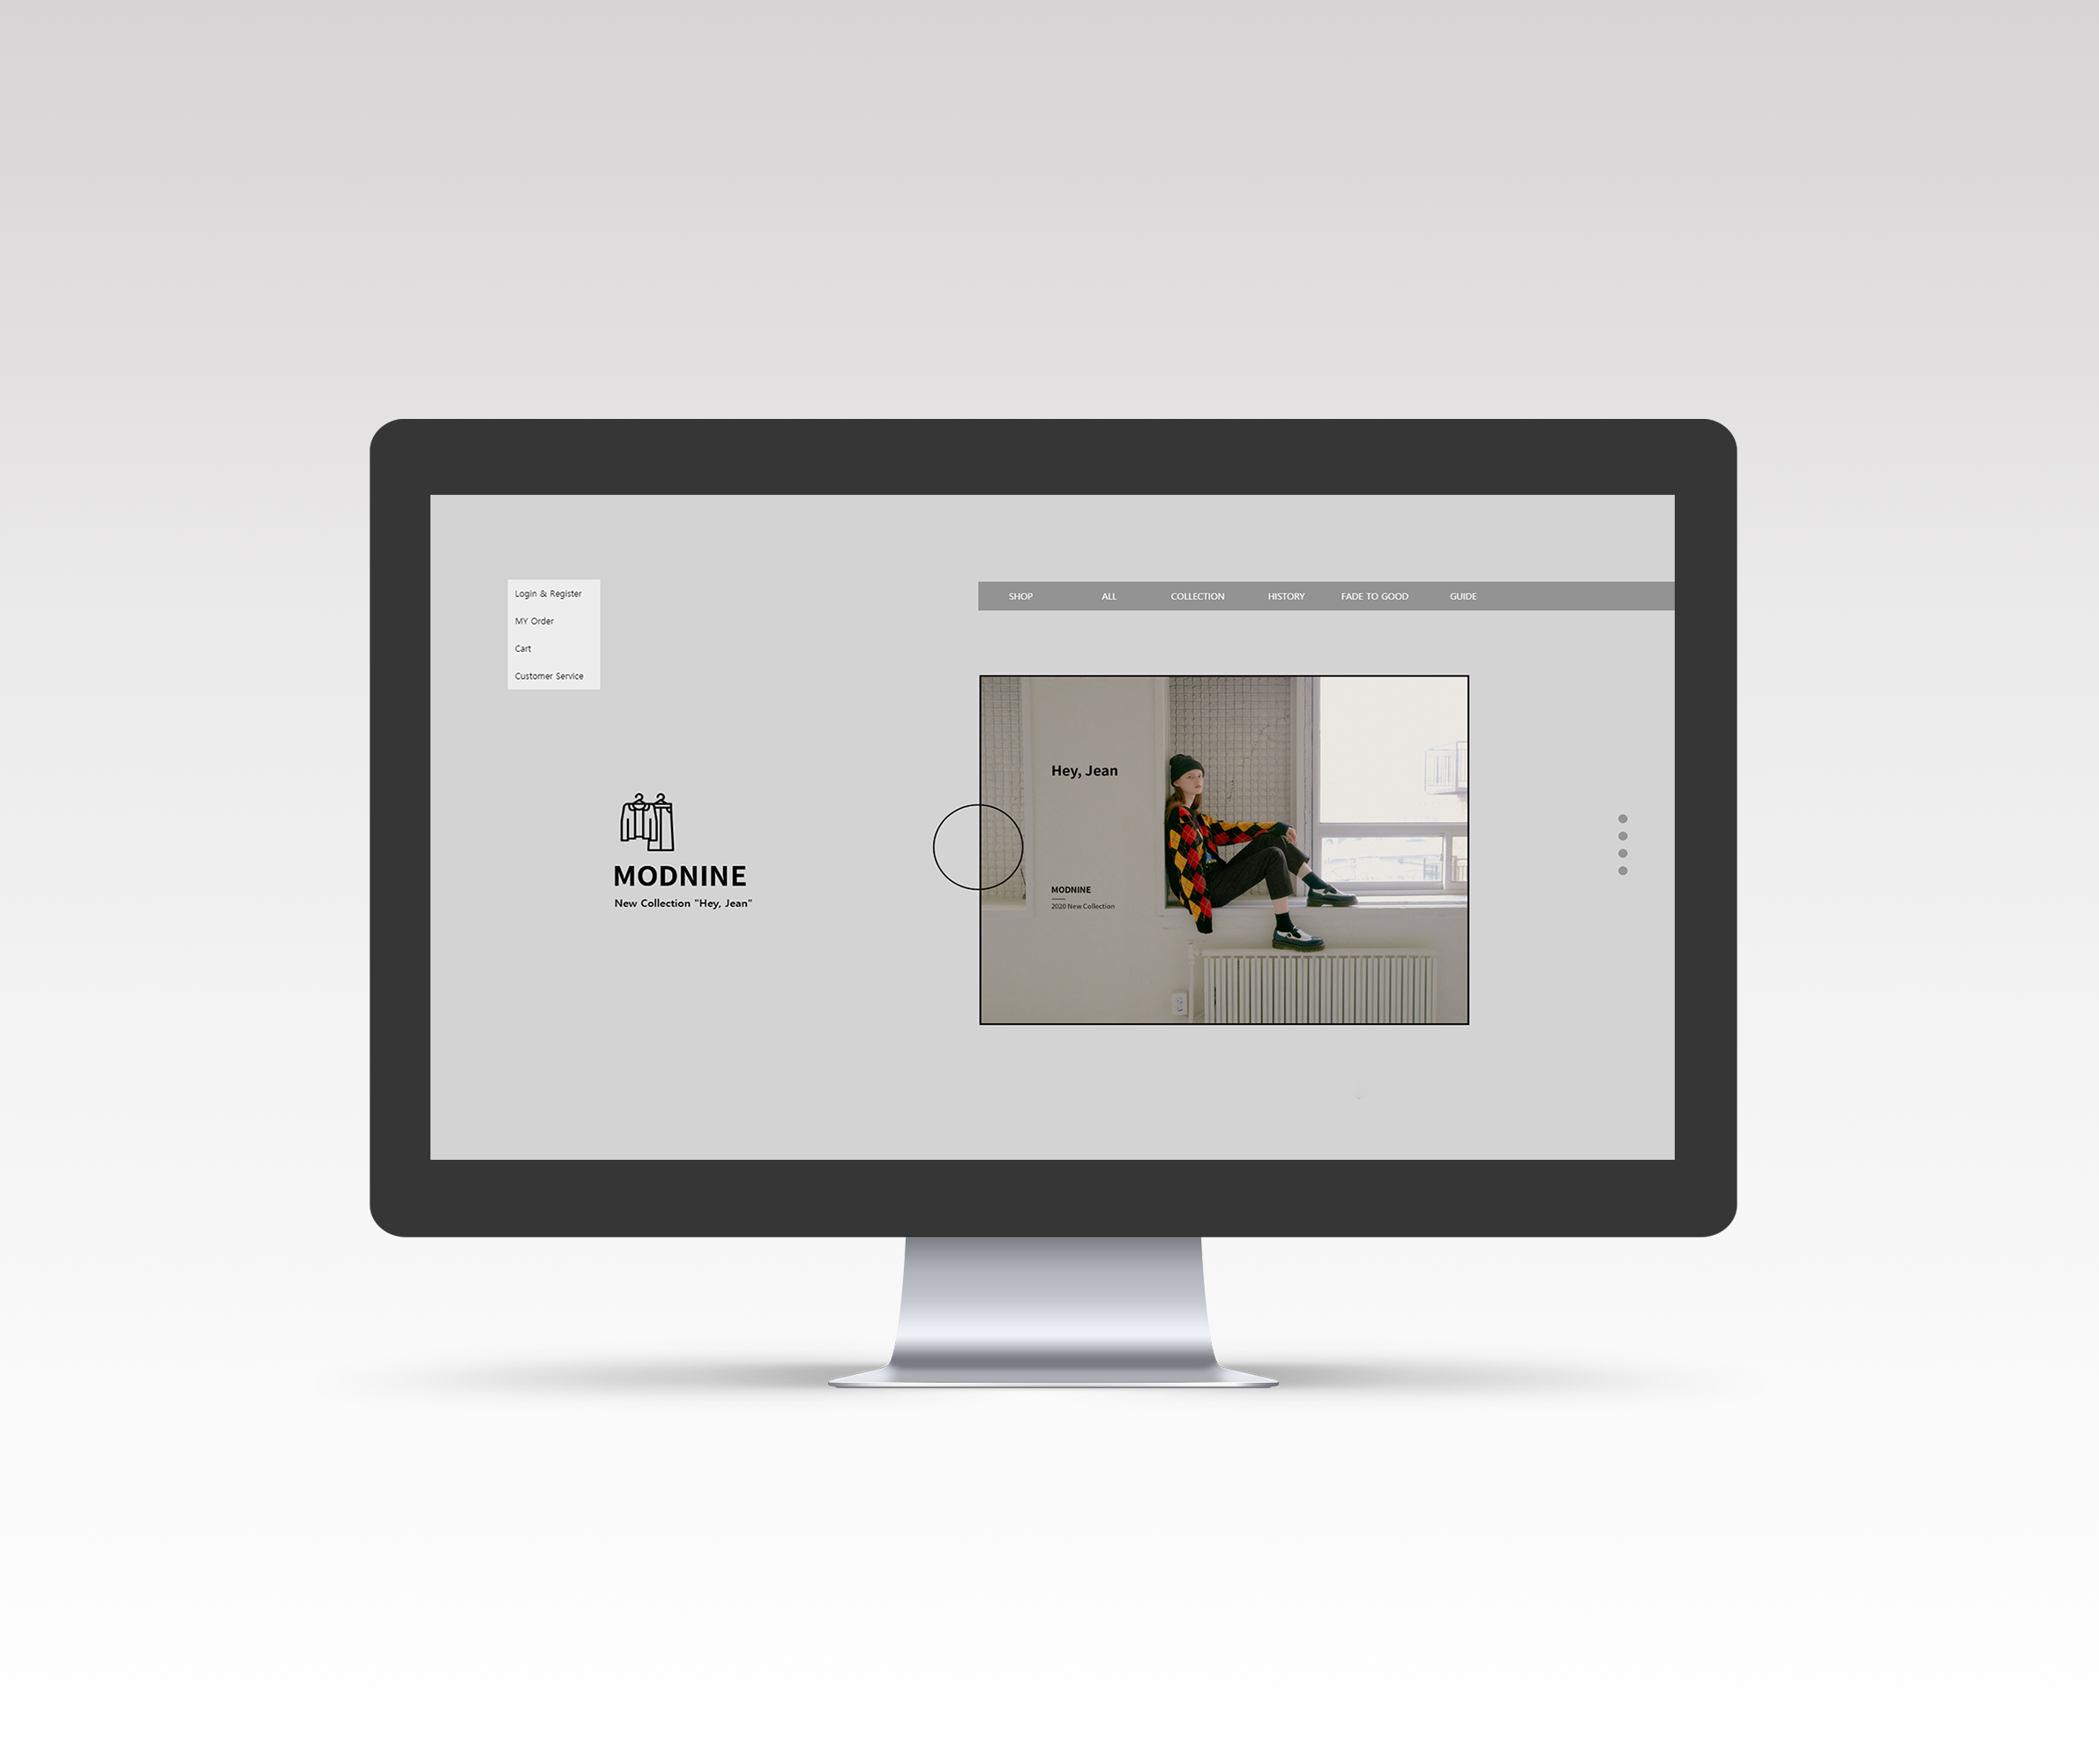 Login & Register
MY Order
Cart
Customer Service
SHOP ALL COLLECTION HISTORY FADE TO GOOD GUIDE
MODNINE
New Collection "Hey, Jean"
Hey, Jean
MODNINE
2020 New Collection